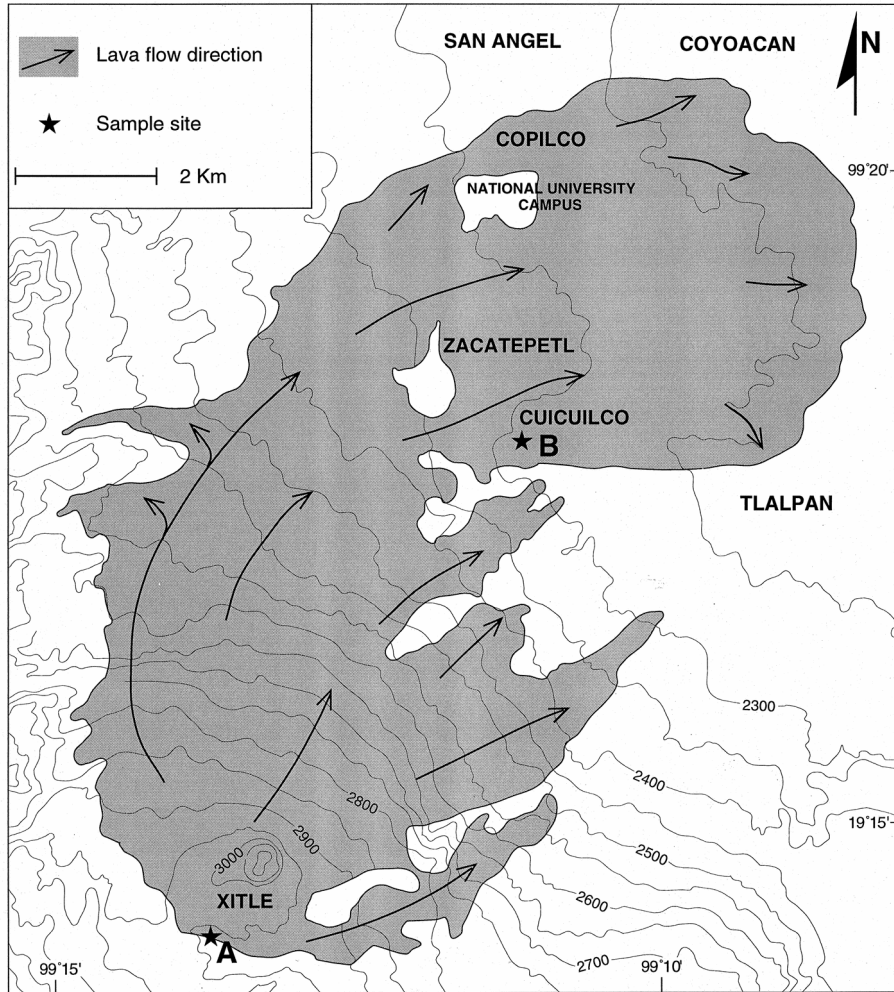 Lava flow direction
Sample site
2 Km
SAN ANGEL
COYOACAN
N
COPILCO
NATIONAL UNIVERSITY
CAMPUS
99°20'
ZACATEPETL
CUICUILCO
B
TLALPAN
2300
2400
2500
2600
2700
2800
2900
3000
19°15'
XITLE
A
99°15'
99°10'